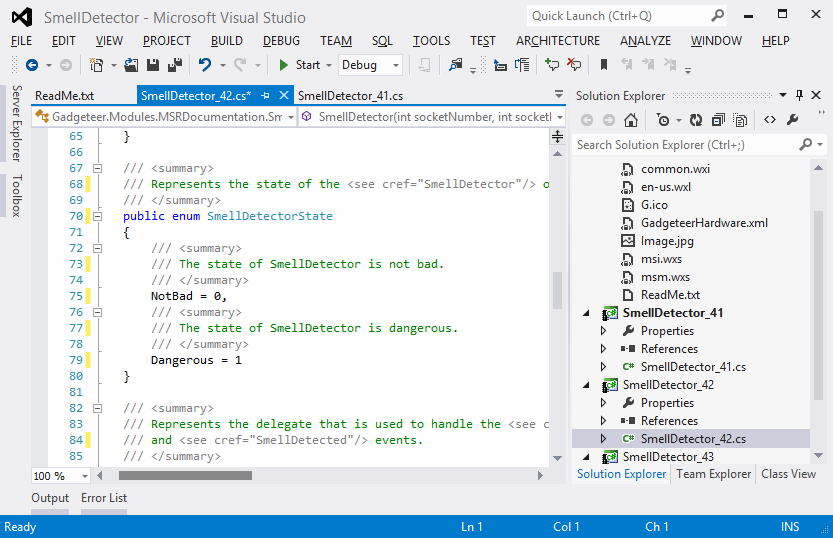 SmellDetector - Microsoft Visual Studio
Quick Launch (Ctrl+Q)
FILE EDIT VIEW PROJECT BUILD DEBUG TEAM SQL TOOLS TEST ARCHITECTURE ANALYZE WINDOW HELP
Start Debug
Server Explorer
Toolbox
ReadMe.txt SmellDetector_42.cs* SmellDetector_41.cs
Gadgeteer.Modules.MSRDocumentation.Sm SmellDetector(int socketNumber, int socketl
65 }
66
67 /// <summary>
68 /// Represents the state of the <see cref="SmellDetector"/> o
69 /// </summary>
70 public enum SmellDetectorState
71 {
72 /// <summary>
73 /// The state of SmellDetector is not bad.
74 /// </summary>
75 NotBad = 0,
76 /// <summary>
77 /// The state of SmellDetector is dangerous.
78 /// </summary>
79 Dangerous = 1
80 }
81
82 /// <summary>
83 /// Represents the delegate that is used to handle the <see c
84 /// and <see cref="SmellDetected"/> events.
85 /// </summary>
100 %
Solution Explorer
Search Solution Explorer (Ctrl+;)
common.wxi
en-us.wxl
G.ico
GadgeteerHardware.xml
Image.jpg
msi.wxs
msm.wxs
ReadMe.txt
SmellDetector_41
Properties
References
C# SmellDetector_41.cs
SmellDetector_42
Properties
References
C# SmellDetector_42.cs
SmellDetector_43
Solution Explorer Team Explorer Class View
Output Error List
Ready Ln 1 Col 1 Ch 1 INS